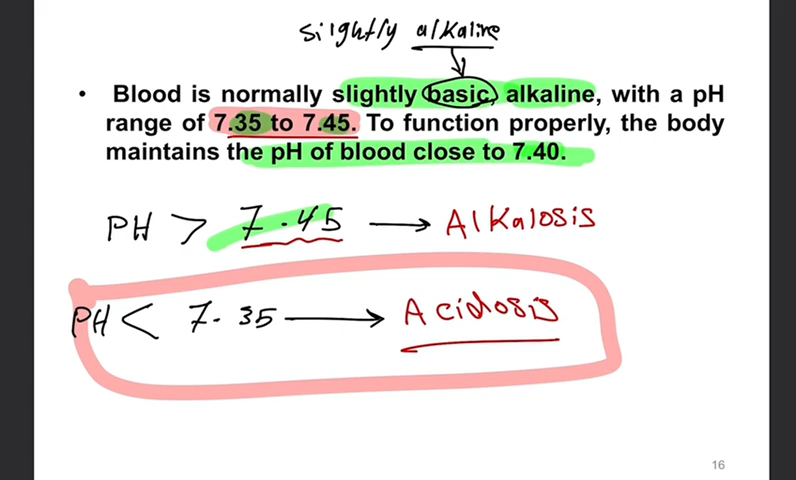 slightly alkaline
• Blood is normally slightly basic, alkaline, with a pH
range of 7.35 to 7.45. To function properly, the body
maintains the pH of blood close to 7.40.
PH > 7.45 → Alkalosis
PH < 7.35 → Acidosis
16